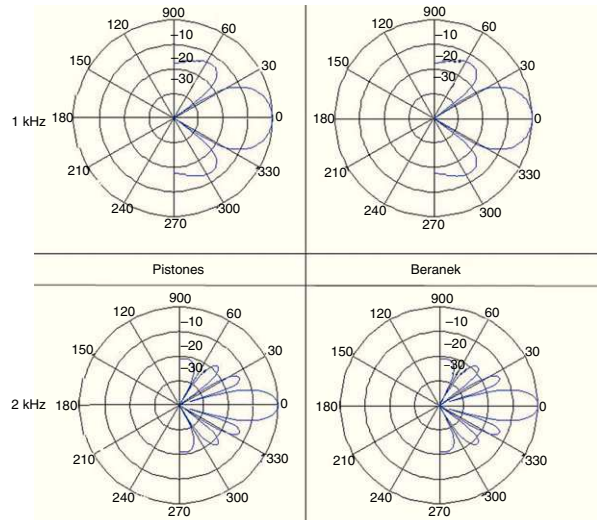 900 900
120 60 120 60
−10 −10
150 −20 30 150 −20 30
−30 −30
1 kHz 180 0 180 0
210 330 210 330
240 300 240 300
270 270
Pistones Beranek
900 900
120 60 120 60
−10 −10
150 −20 30 150 −20 30
−30 30
2 kHz 180 0 180 0
210 330 210 330
240 300 240 300
270 270